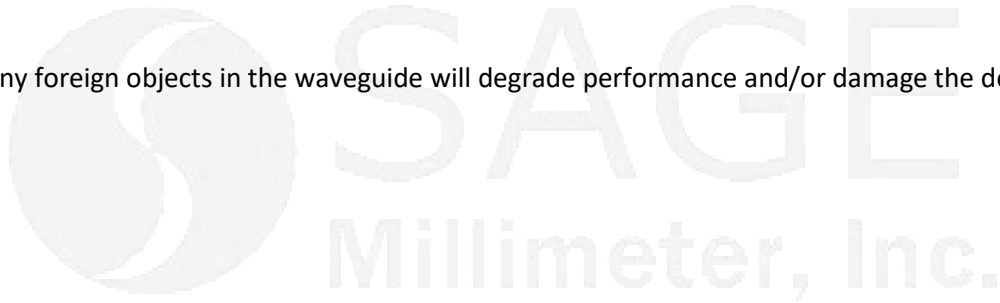 ny foreign objects in the waveguide will degrade performance and/or damage the de
SAGE
Millimeter, Inc.